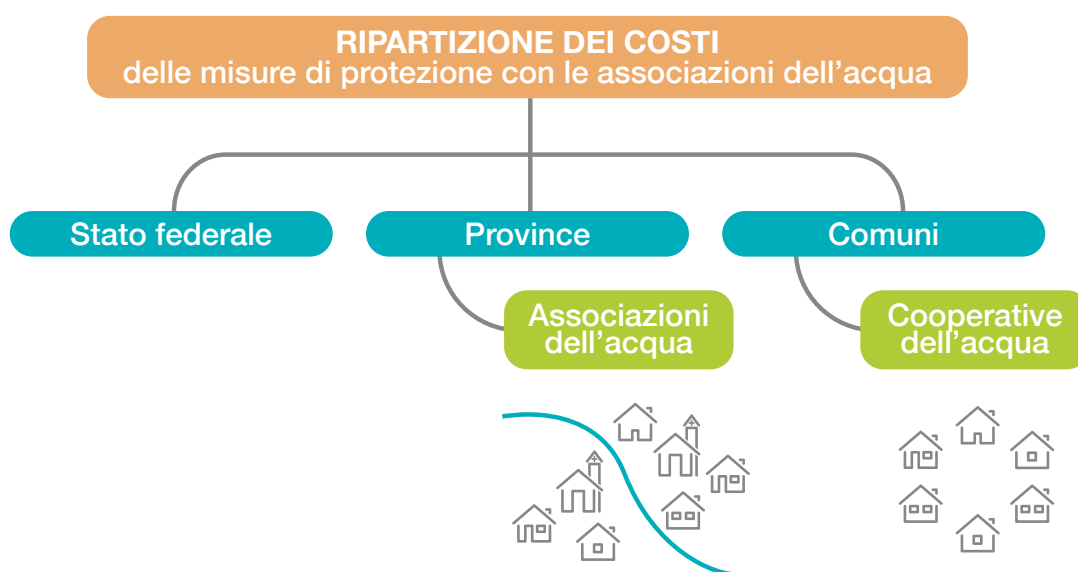 RIPARTIZIONE DEI COSTI
delle misure di protezione con le associazioni dell’acqua
Stato federale
Province
Comuni
Associazioni
dell’acqua
Cooperative
dell’acqua